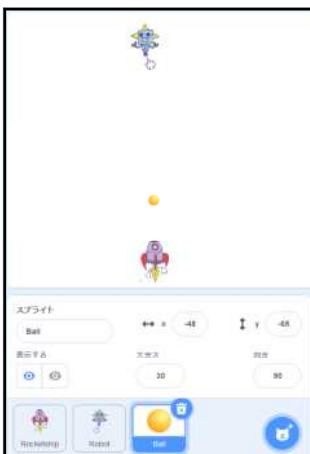 スプライト
Ball
x -48
y -68
表示する
大きさ
向き
30
90
Rocketship
Robot
Ball